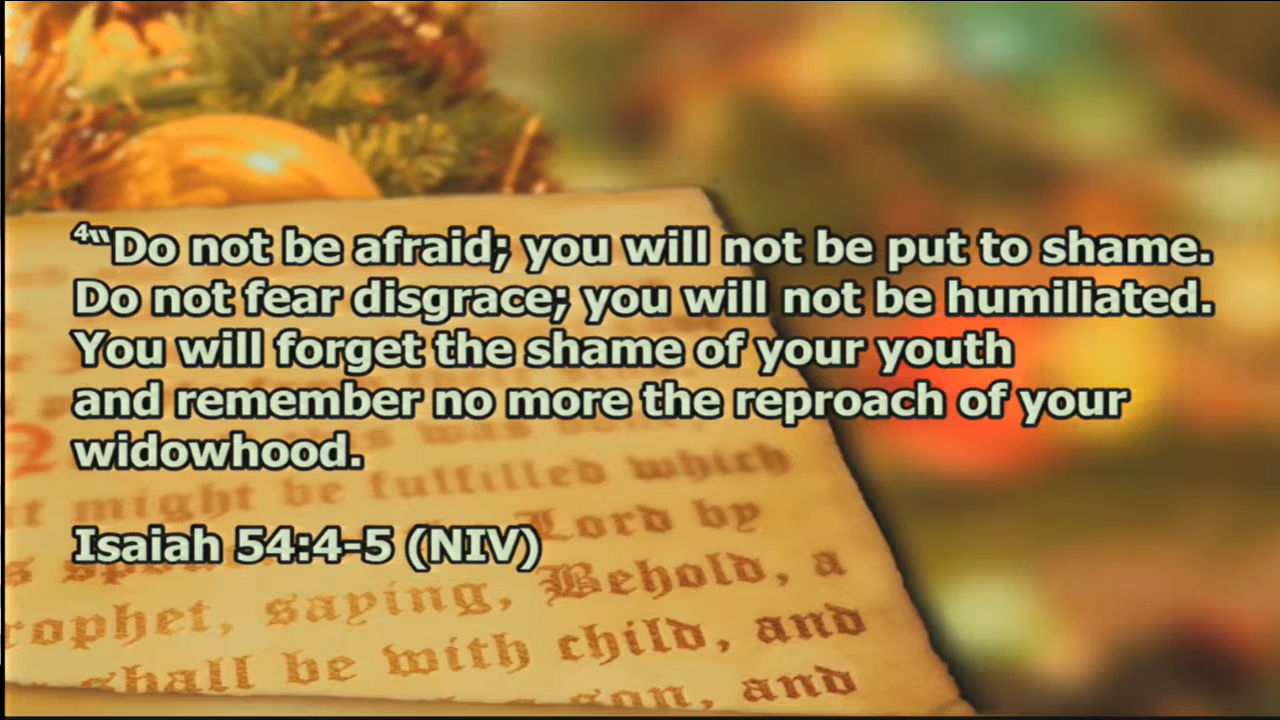 ⁴“Do not be afraid; you will not be put to shame.
Do not fear disgrace; you will not be humiliated.
You will forget the shame of your youth
and remember no more the reproach of your
widowhood.
Isaiah 54:4-5 (NIV)
might be fulfilled which
Lord by
saying, Behold, a
shall be with child, and
a son, and